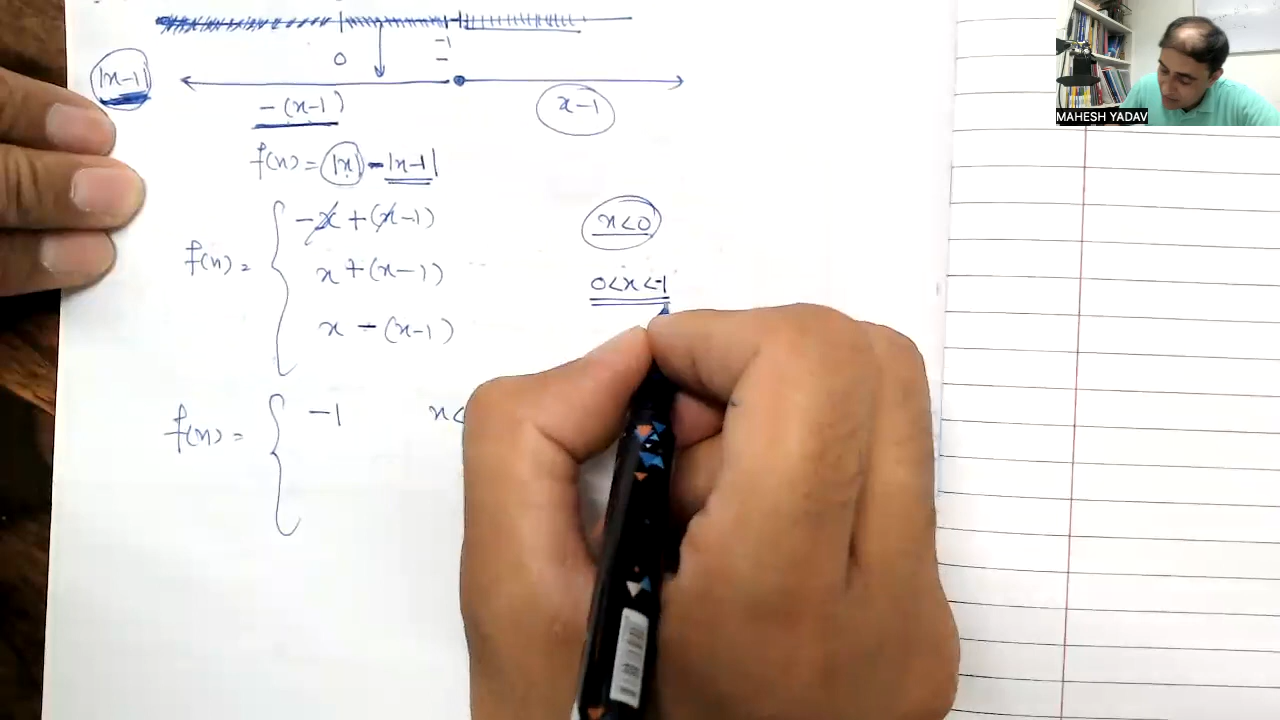 0 -1
|x-1|
-(x-1) x-1
f(x) = |x| - |x-1|
-x + (x-1) x<0
f(x) = x + (x-1) 0<x<-1
x - (x-1)
f(x) = -1 x<
MAHESH YADAV